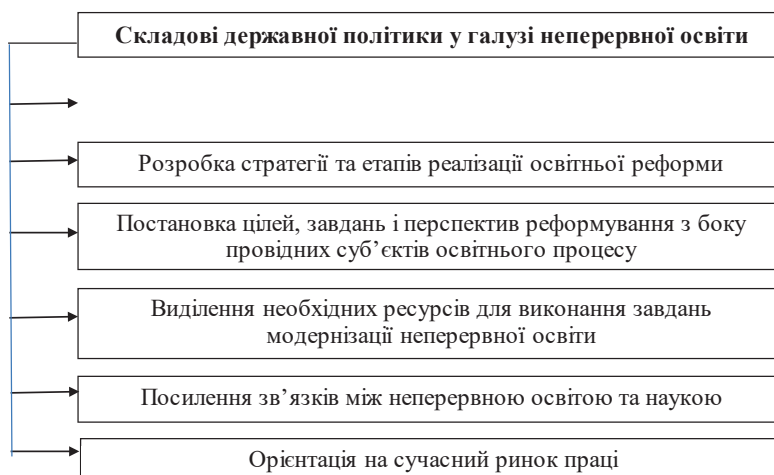 Складові державної політики у галузі неперервної освіти
Розробка стратегії та етапів реалізації освітньої реформи
Постановка цілей, завдань і перспектив реформування з боку
провідних суб’єктів освітнього процесу
Виділення необхідних ресурсів для виконання завдань
модернізації неперервної освіти
Посилення зв’язків між неперервною освітою та наукою
Орієнтація на сучасний ринок праці